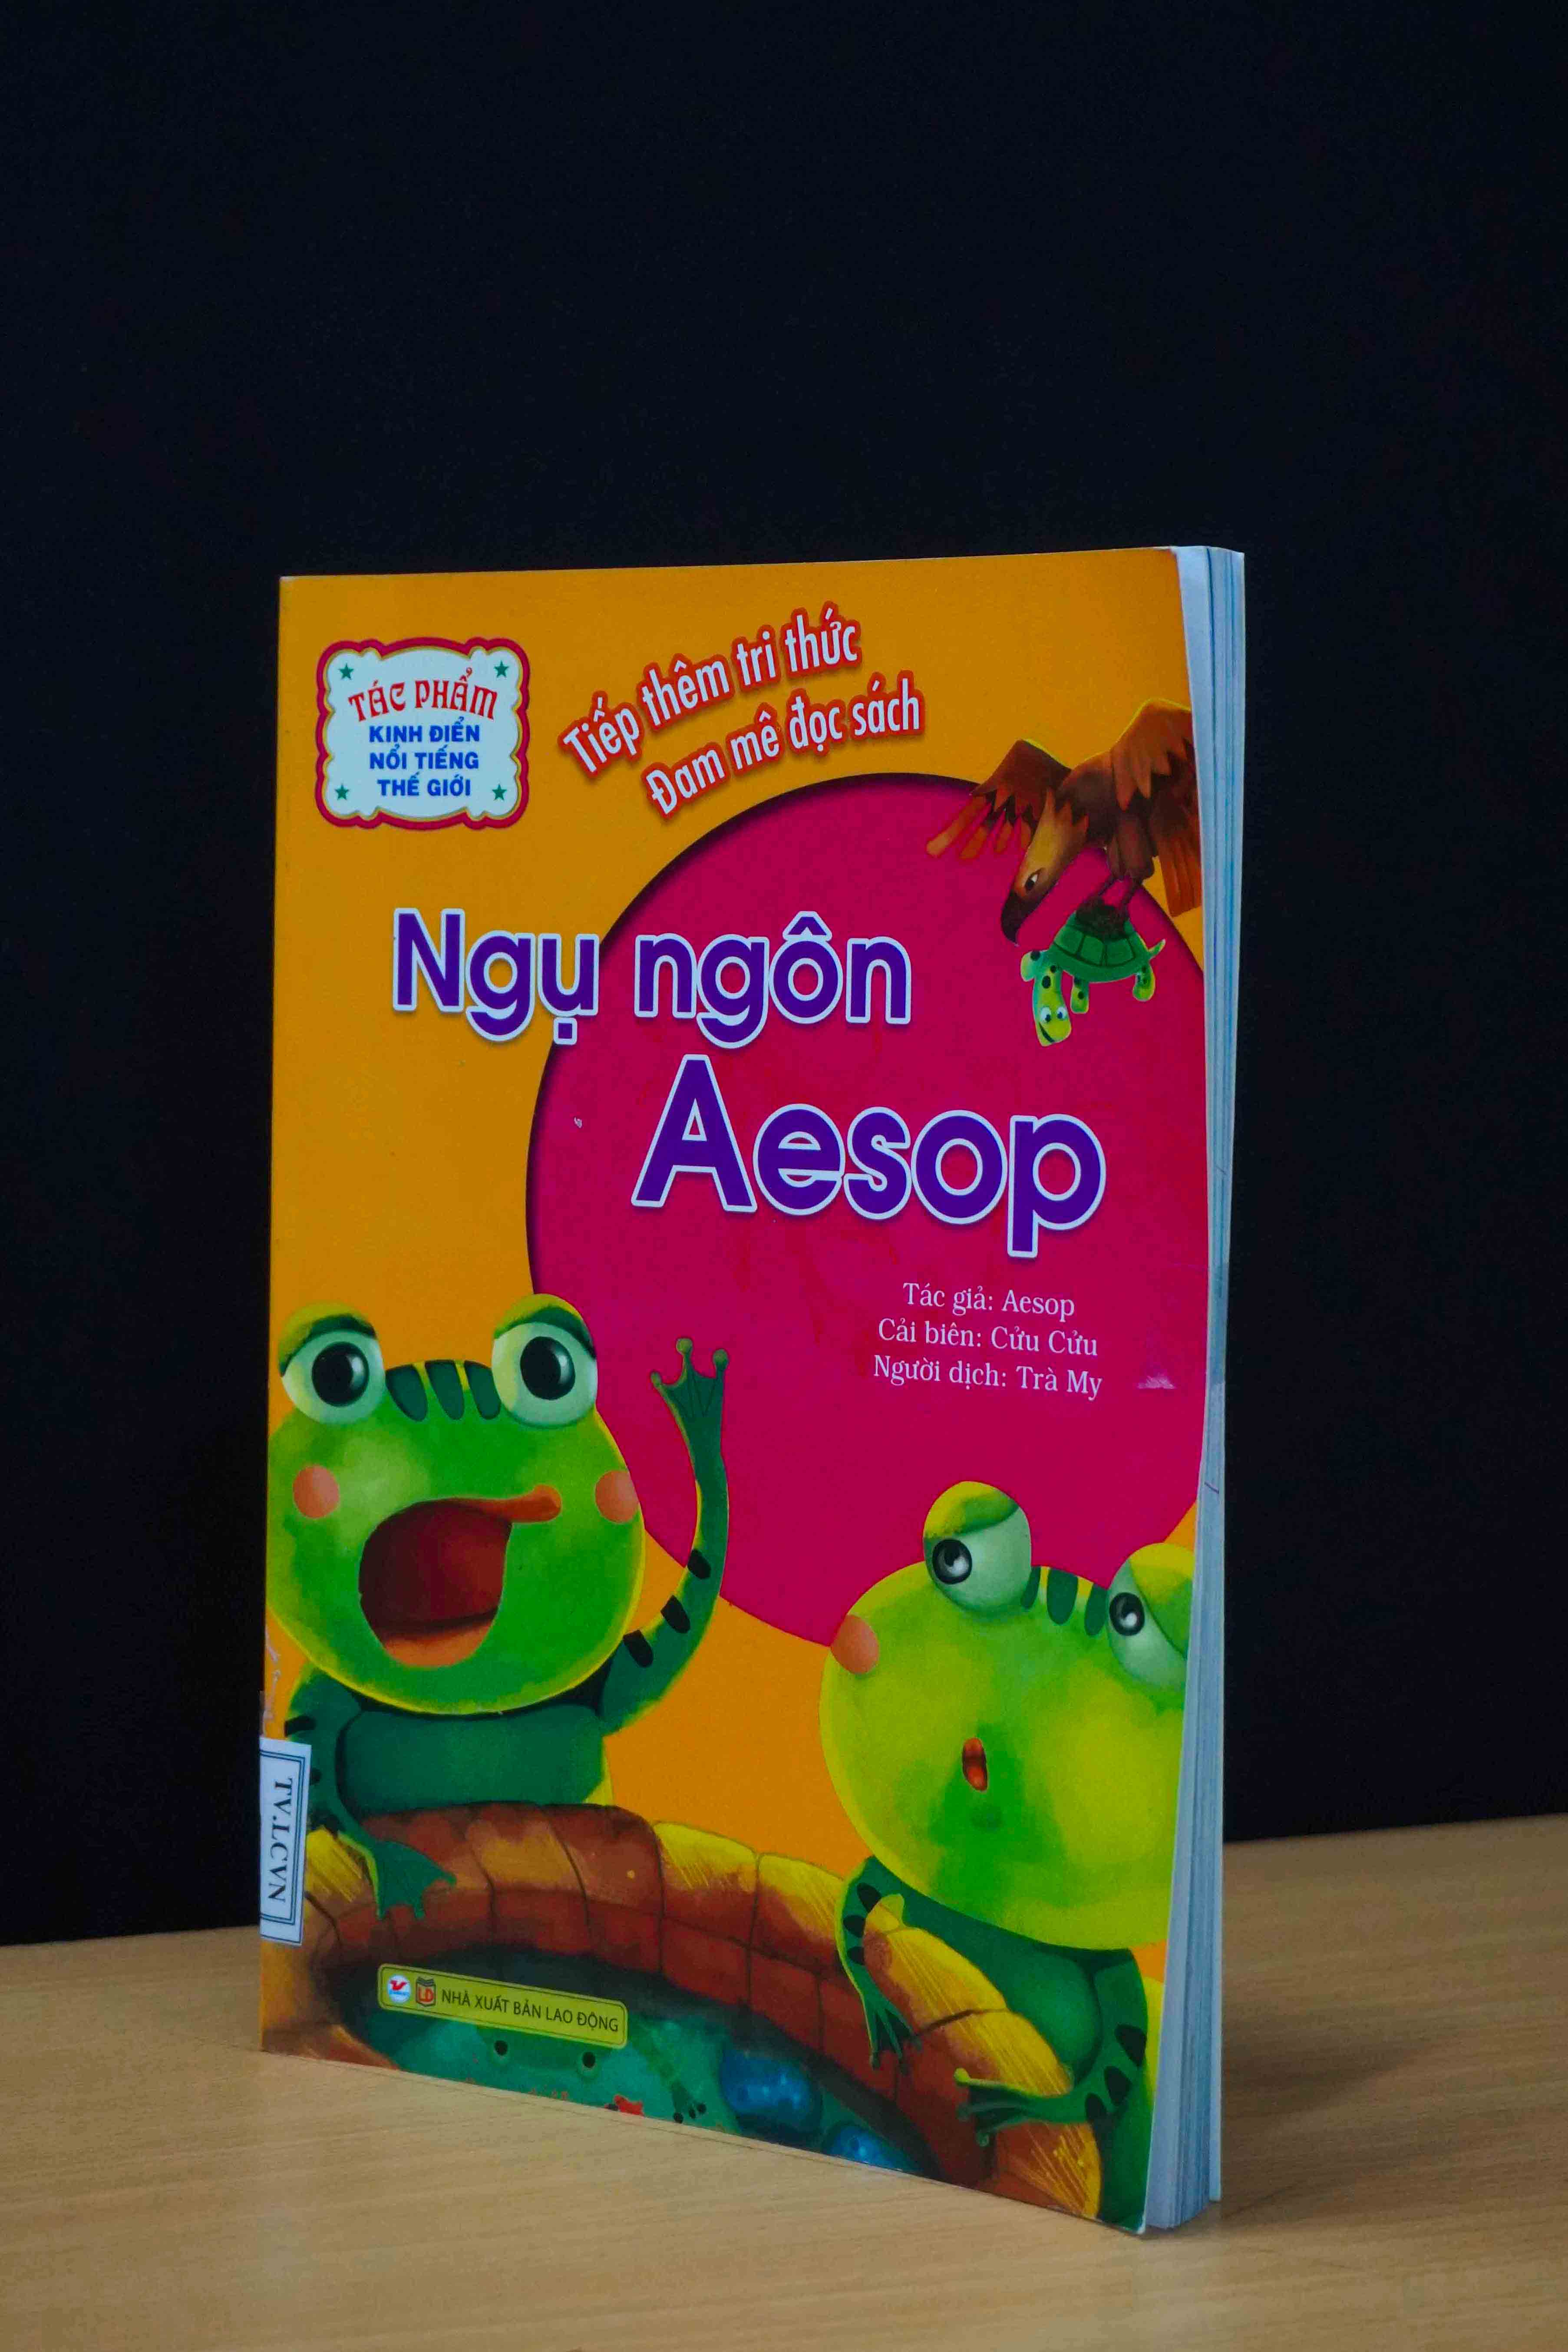 TÁC PHẨM
KINH ĐIỂN
NỔI TIẾNG
THẾ GIỚI
Tiếp thêm tri thức
Đam mê đọc sách
Ngụ ngôn
Aesop
Tác giả: Aesop
Cải biên: Cửu Cửu
Người dịch: Trà My
TV.LCVN
LĐ NHÀ XUẤT BẢN LAO ĐỘNG